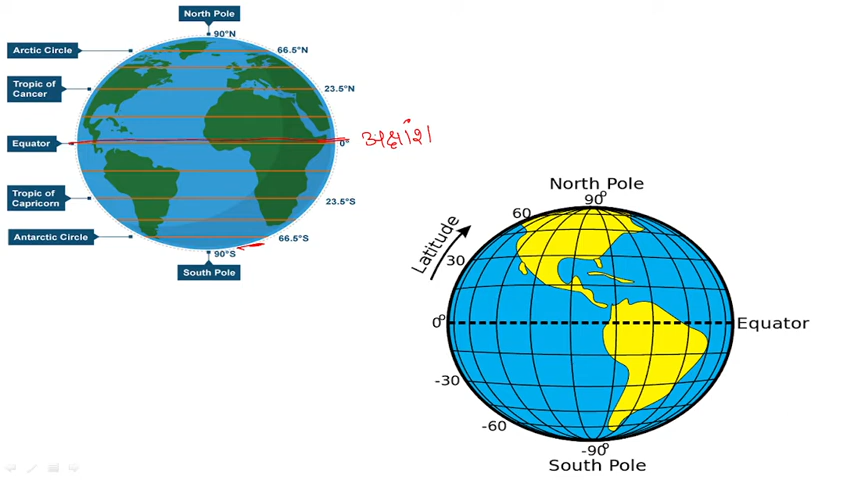 North Pole
90°N
Arctic Circle
66.5°N
Tropic of
Cancer
23.5°N
Equator
0°
અક્ષાંશ
Tropic of
Capricorn
23.5°S
Antarctic Circle
66.5°S
90°S
South Pole
North Pole
90°
60
Latitude
30
0°
Equator
-30
-60
-90°
South Pole